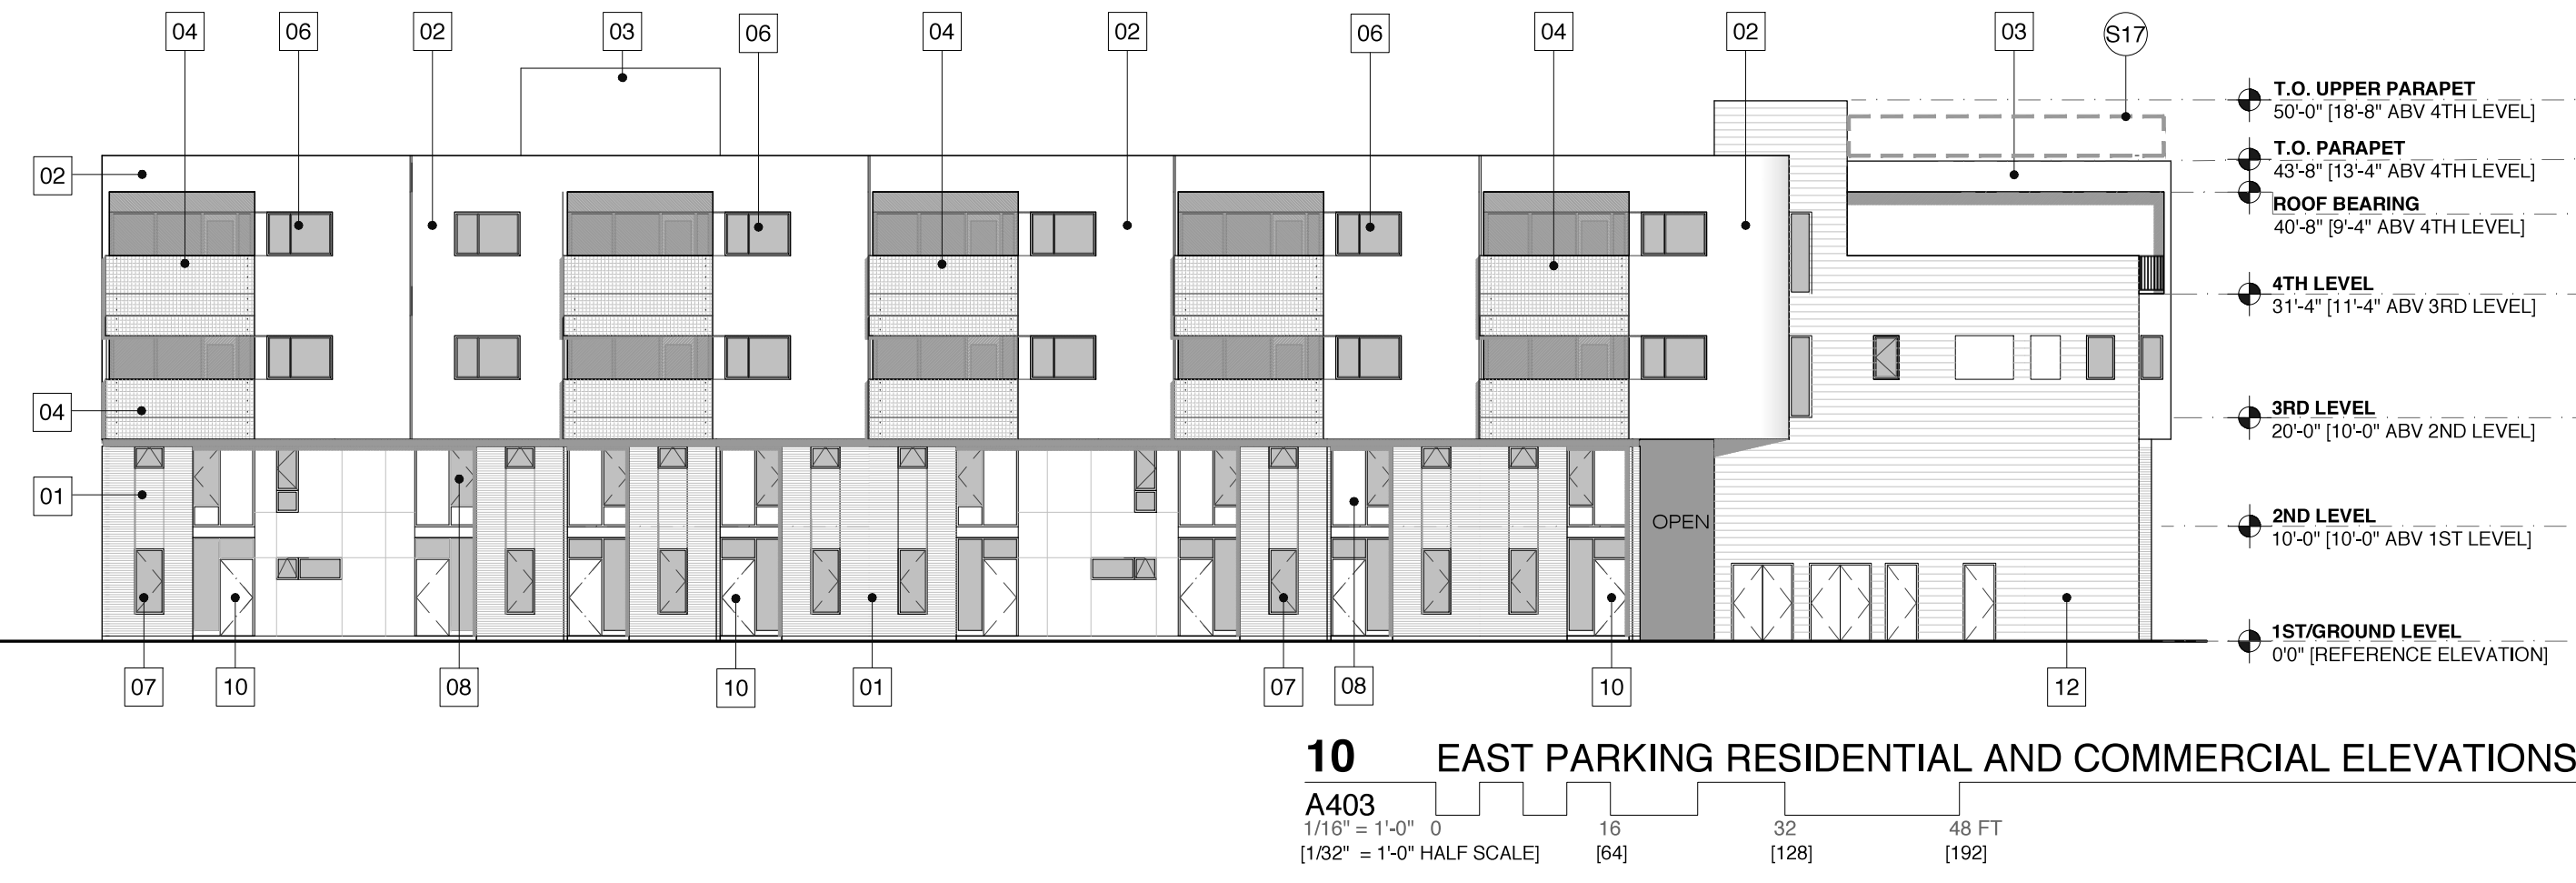 04 06 02 03 06 04 02 06 04 02 03 S17
T.O. UPPER PARAPET
50'-0" [18'-8" ABV 4TH LEVEL]
T.O. PARAPET
43'-8" [13'-4" ABV 4TH LEVEL]
02
ROOF BEARING
40'-8" [9'-4" ABV 4TH LEVEL]
4TH LEVEL
31'-4" [11'-4" ABV 3RD LEVEL]
04
3RD LEVEL
20'-0" [10'-0" ABV 2ND LEVEL]
01
OPEN
2ND LEVEL
10'-0" [10'-0" ABV 1ST LEVEL]
1ST/GROUND LEVEL
0'0" [REFERENCE ELEVATION]
07 10 08 10 01 07 08 10 12
10 EAST PARKING RESIDENTIAL AND COMMERCIAL ELEVATIONS
A403
1/16" = 1'-0" 0 16 32 48 FT
[1/32" = 1'-0" HALF SCALE] [64] [128] [192]